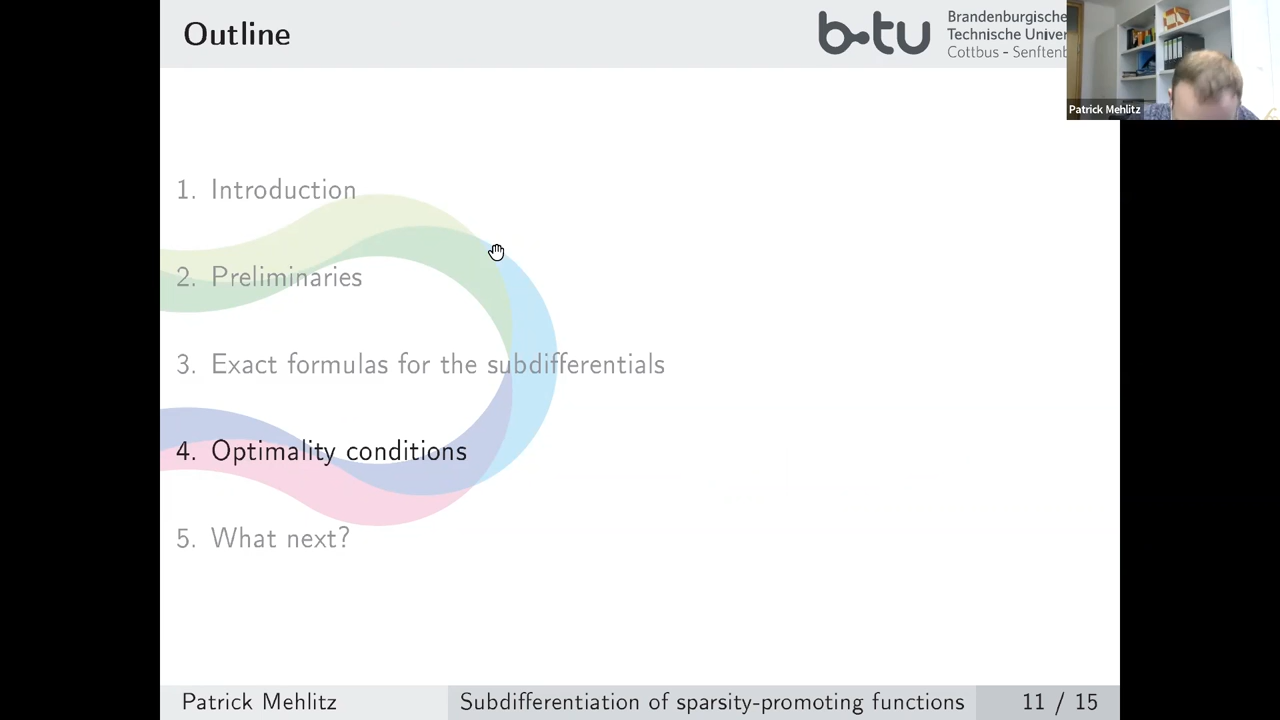 Outline
b-tu
Brandenburgische
Technische
Cottbus - Senftenb
Patrick Mehlitz
1. Introduction
2. Preliminaries
3. Exact formulas for the subdifferentials
4. Optimality conditions
5. What next?
Patrick Mehlitz
Subdifferentiation of sparsity-promoting functions
11 / 15